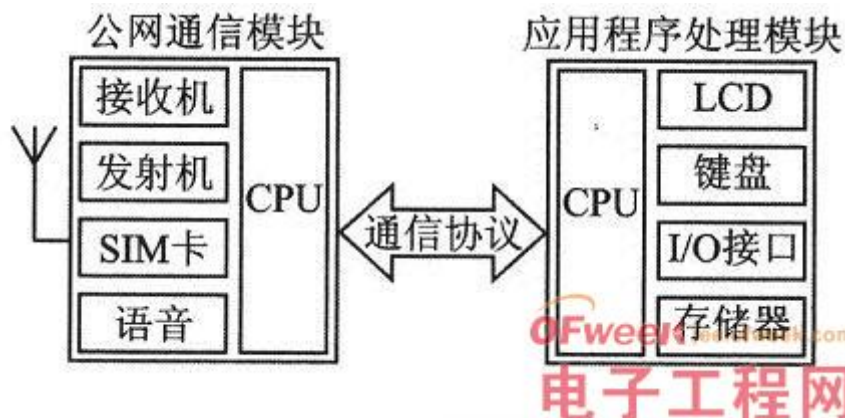 公网通信模块
应用程序处理模块
接收机
发射机
SIM卡
语音
CPU
通信协议
CPU
LCD
键盘
I/O接口
存储器
OFweek
电子工程网